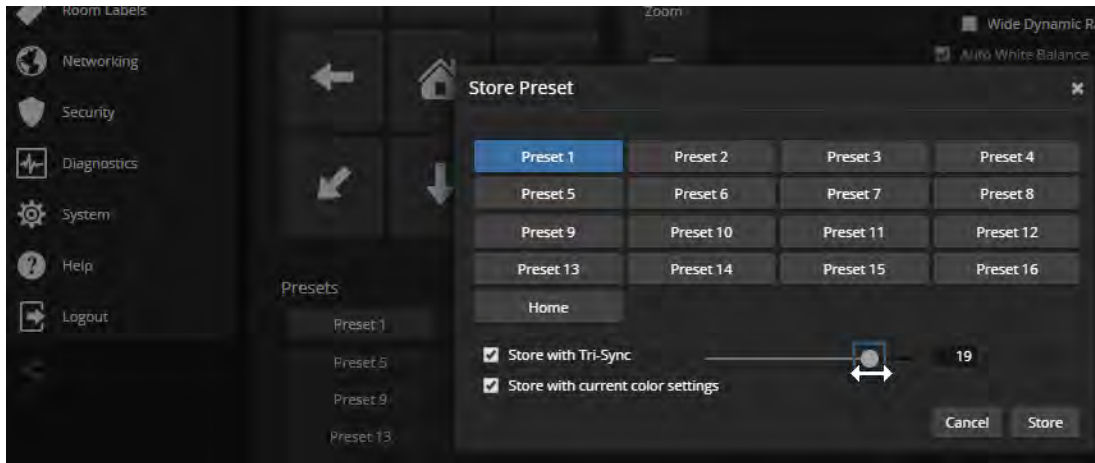 Room Labels
Zoom
Wide Dynamic R
Networking
Auto White Balance
Store Preset
Security
Preset 1 Preset 2 Preset 3 Preset 4
Diagnostics
Preset 5 Preset 6 Preset 7 Preset 8
System
Preset 9 Preset 10 Preset 11 Preset 12
Help
Preset 13 Preset 14 Preset 15 Preset 16
Presets
Home
Logout
Preset 1
Store with Tri-Sync 19
Preset 5
Store with current color settings
Preset 9
Cancel Store
Preset 13